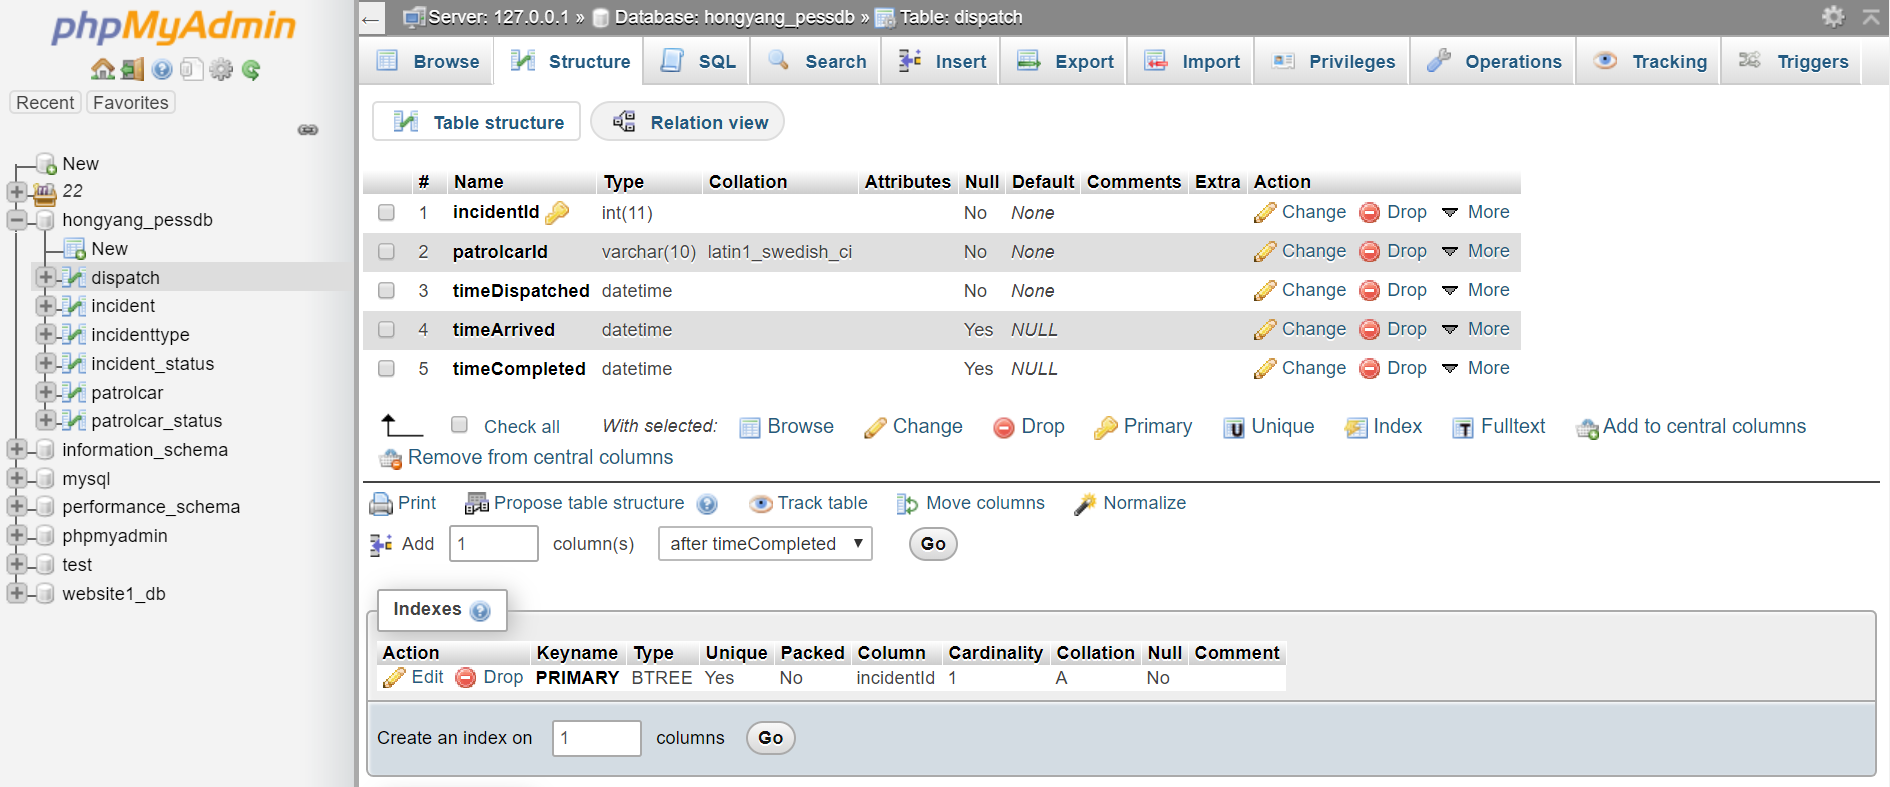 phpMyAdmin
Recent Favorites
New
22
hongyang_pessdb
New
dispatch
incident
incidenttype
incident_status
patrolcar
patrolcar_status
information_schema
mysql
performance_schema
phpmyadmin
test
website1_db
Server: 127.0.0.1 » Database: hongyang_pessdb » Table: dispatch
Browse Structure SQL Search Insert Export Import Privileges Operations Tracking Triggers
Table structure Relation view
# Name Type Collation Attributes Null Default Comments Extra Action
1 incidentId int(11) No None Change Drop More
2 patrolcarId varchar(10) latin1_swedish_ci No None Change Drop More
3 timeDispatched datetime No None Change Drop More
4 timeArrived datetime Yes NULL Change Drop More
5 timeCompleted datetime Yes NULL Change Drop More
Check all With selected: Browse Change Drop Primary Unique Index Fulltext Add to central columns
Remove from central columns
Print Propose table structure Track table Move columns Normalize
Add 1 column(s) after timeCompleted Go
Indexes
Action Keyname Type Unique Packed Column Cardinality Collation Null Comment
Edit Drop PRIMARY BTREE Yes No incidentId 1 A No
Create an index on 1 columns Go